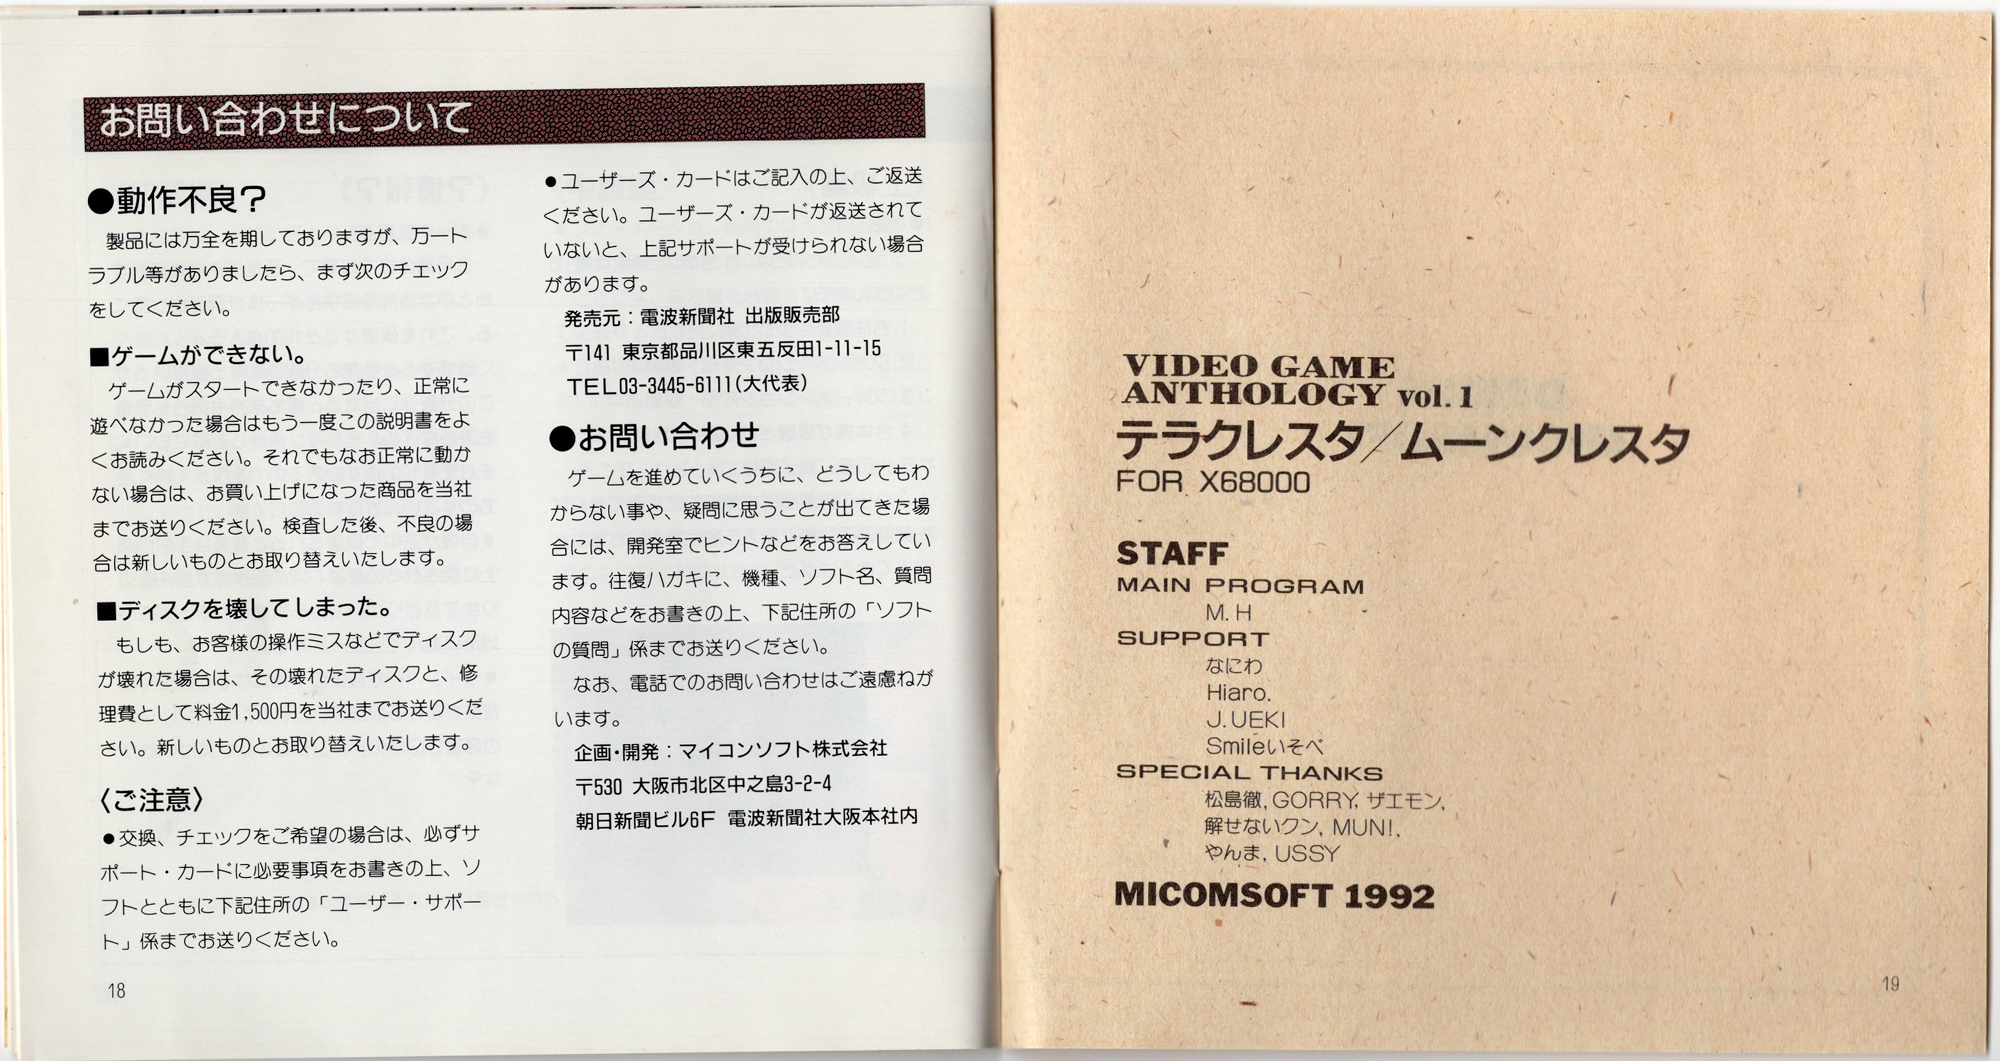 お問い合わせについて
●動作不良?
製品には万全を期しておりますが、万一ト
ラブル等がありましたら、まず次のチェック
をしてください。
■ゲームができない。
ゲームがスタートできなかったり、正常に
遊べなかった場合はもう一度この説明書をよ
くお読みください。それでもなお正常に動か
ない場合は、お買い上げになった商品を当社
までお送りください。検査した後、不良の場
合は新しいものとお取り替えいたします。
■ディスクを壊してしまった。
もしも、お客様の操作ミスなどでディスク
が壊れた場合は、その壊れたディスクと、修
理費として料金1,500円を当社までお送りくだ
さい。新しいものとお取り替えいたします。
〈ご注意〉
●交換、チェックをご希望の場合は、必ずサ
ポート・カードに必要事項をお書きの上、ソ
フトとともに下記住所の「ユーザー・サポー
ト」係までお送りください。
18
●ユーザーズ・カードはご記入の上、ご返送
ください。ユーザーズ・カードが返送されて
いないと、上記サポートが受けられない場合
があります。
発売元：電波新聞社 出版販売部
〒141 東京都品川区東五反田1-11-15
TEL03-3445-6111(大代表)
●お問い合わせ
ゲームを進めていくうちに、どうしてもわ
からない事や、疑問に思うことが出てきた場
合には、開発室でヒントなどをお答えしてい
ます。往復ハガキに、機種、ソフト名、質問
内容などをお書きの上、下記住所の「ソフト
の質問」係までお送りください。
なお、電話でのお問い合わせはご遠慮ねが
います。
企画・開発：マイコンソフト株式会社
〒530 大阪市北区中之島3-2-4
朝日新聞ビル6F 電波新聞社大阪本社内
VIDEO GAME
ANTHOLOGY vol.1
テラクレスタ／ムーンクレスタ
FOR X68000
STAFF
MAIN PROGRAM
M.H
SUPPORT
なにわ
Hiaro.
J.UEKI
Smileいそべ
SPECIAL THANKS
松島徹, GORRY, ザエモン,
解せないクン, MUN!,
やんま, USSY
MICOMSOFT 1992
19